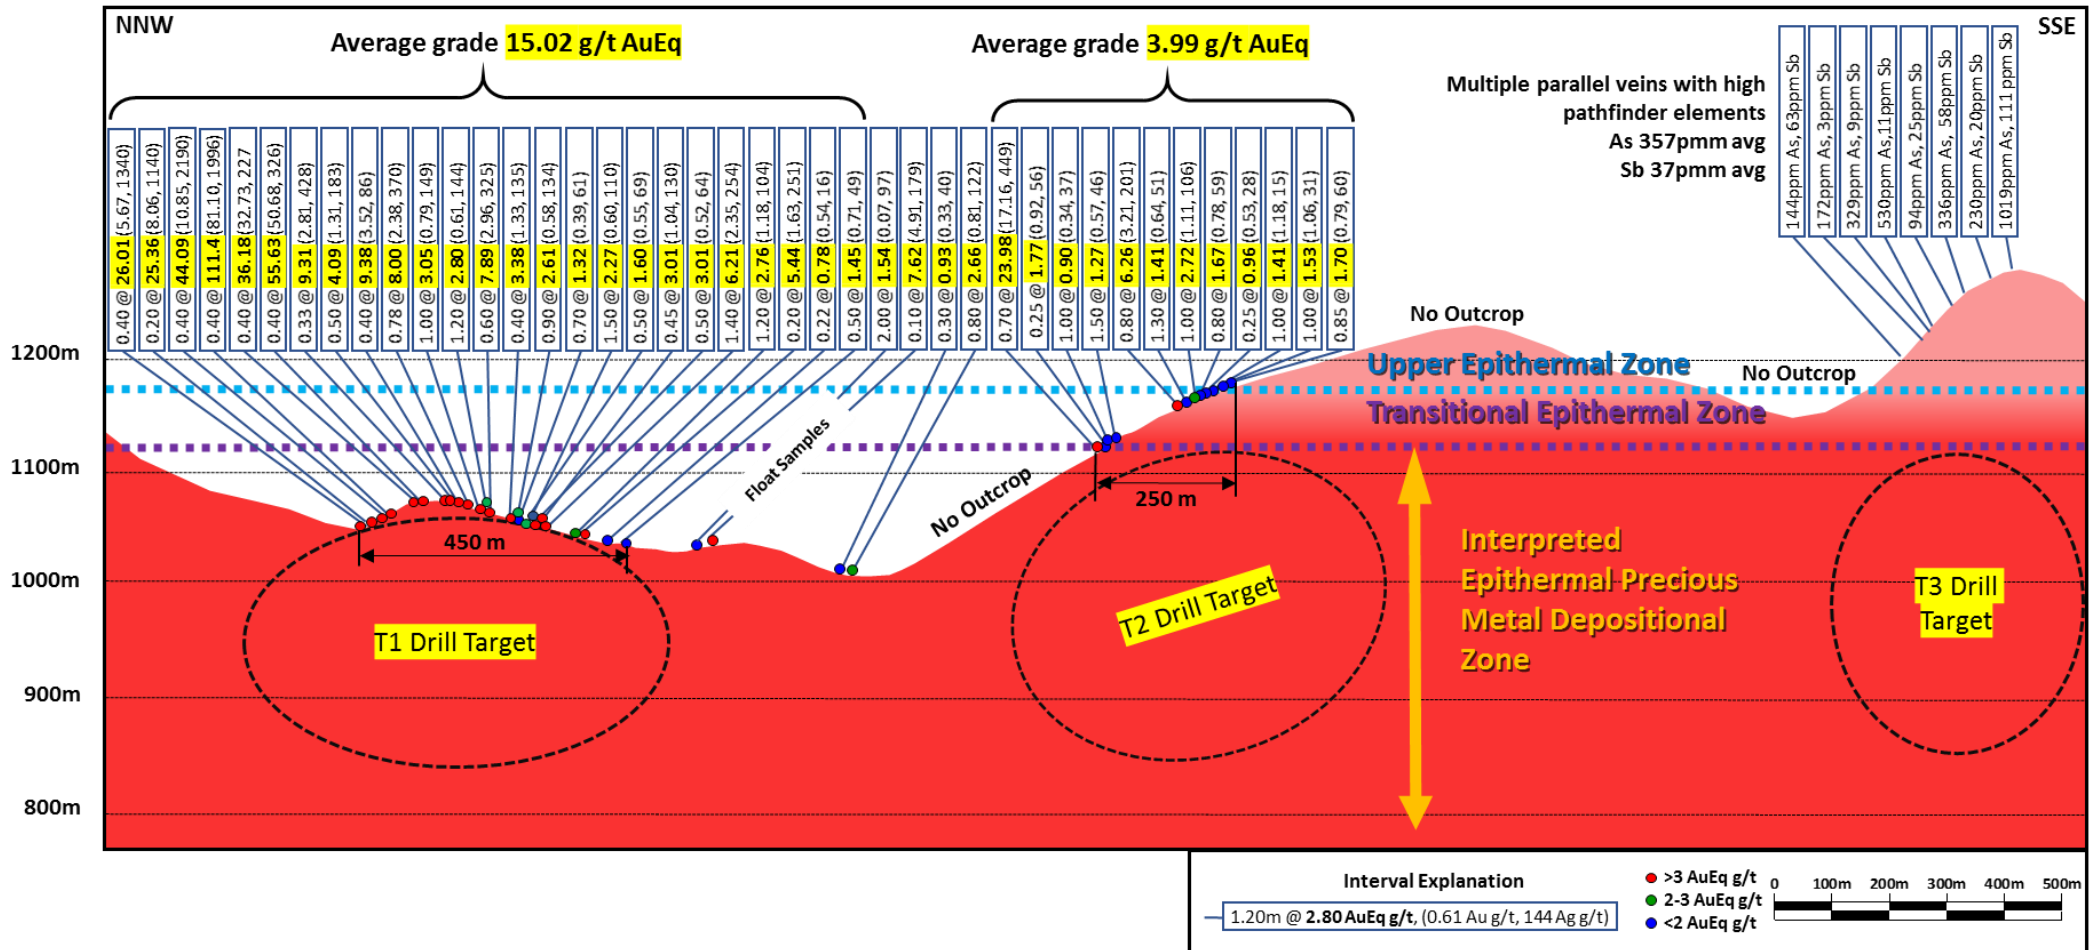 NNW
SSE
Average grade 15.02 g/t AuEq
Average grade 3.99 g/t AuEq
Multiple parallel veins with high
pathfinder elements
As 357pmm avg
Sb 37pmm avg
0.40 @ 26.01 (5.67, 1340)
0.20 @ 25.36 (8.06, 1140)
0.40 @ 44.09 (10.85, 2190)
0.40 @ 111.4 (81.10, 1996)
0.40 @ 36.18 (32.73, 227
0.40 @ 55.63 (50.68, 326)
0.33 @ 9.31 (2.81, 428)
0.50 @ 4.09 (1.31, 183)
0.40 @ 9.38 (3.52, 86)
0.78 @ 8.00 (2.38, 370)
1.00 @ 3.05 (0.79, 149)
1.20 @ 2.80 (0.61, 144)
0.60 @ 7.89 (2.96, 325)
0.40 @ 3.38 (1.33, 135)
0.90 @ 2.61 (0.58, 134)
0.70 @ 1.32 (0.39, 61)
1.50 @ 2.27 (0.60, 110)
0.50 @ 1.60 (0.55, 69)
0.45 @ 3.01 (1.04, 130)
0.50 @ 3.01 (0.52, 64)
1.40 @ 6.21 (2.35, 254)
1.20 @ 2.76 (1.18, 104)
0.20 @ 5.44 (1.63, 251)
0.22 @ 0.78 (0.54, 16)
0.50 @ 1.45 (0.71, 49)
2.00 @ 1.54 (0.07, 97)
0.10 @ 7.62 (4.91, 179)
0.30 @ 0.93 (0.33, 40)
0.80 @ 2.66 (0.81, 122)
0.70 @ 23.98 (17.16, 449)
0.25 @ 1.77 (0.92, 56)
1.00 @ 0.90 (0.34, 37)
1.50 @ 1.27 (0.57, 46)
0.80 @ 6.26 (3.21, 201)
1.30 @ 1.41 (0.64, 51)
1.00 @ 2.72 (1.11, 106)
0.80 @ 1.67 (0.78, 59)
0.25 @ 0.96 (0.53, 28)
1.00 @ 1.41 (1.18, 15)
1.00 @ 1.53 (1.06, 31)
0.85 @ 1.70 (0.79, 60)
144ppm As, 63ppm Sb
172ppm As, 3ppm Sb
329ppm As, 9ppm Sb
530ppm As,11ppm Sb
94ppm As, 25ppm Sb
336ppm As, 58ppm Sb
230ppm As, 20ppm Sb
1019ppm As, 111 ppm Sb
No Outcrop
Upper Epithermal Zone
No Outcrop
Transitional Epithermal Zone
Float Samples
No Outcrop
1200m
1100m
1000m
900m
800m
450 m
250 m
T1 Drill Target
T2 Drill Target
Interpreted
Epithermal Precious
Metal Depositional
Zone
T3 Drill
Target
Interval Explanation
1.20m @ 2.80 AuEq g/t, (0.61 Au g/t, 144 Ag g/t)
>3 AuEq g/t
2-3 AuEq g/t
<2 AuEq g/t
0 100m 200m 300m 400m 500m